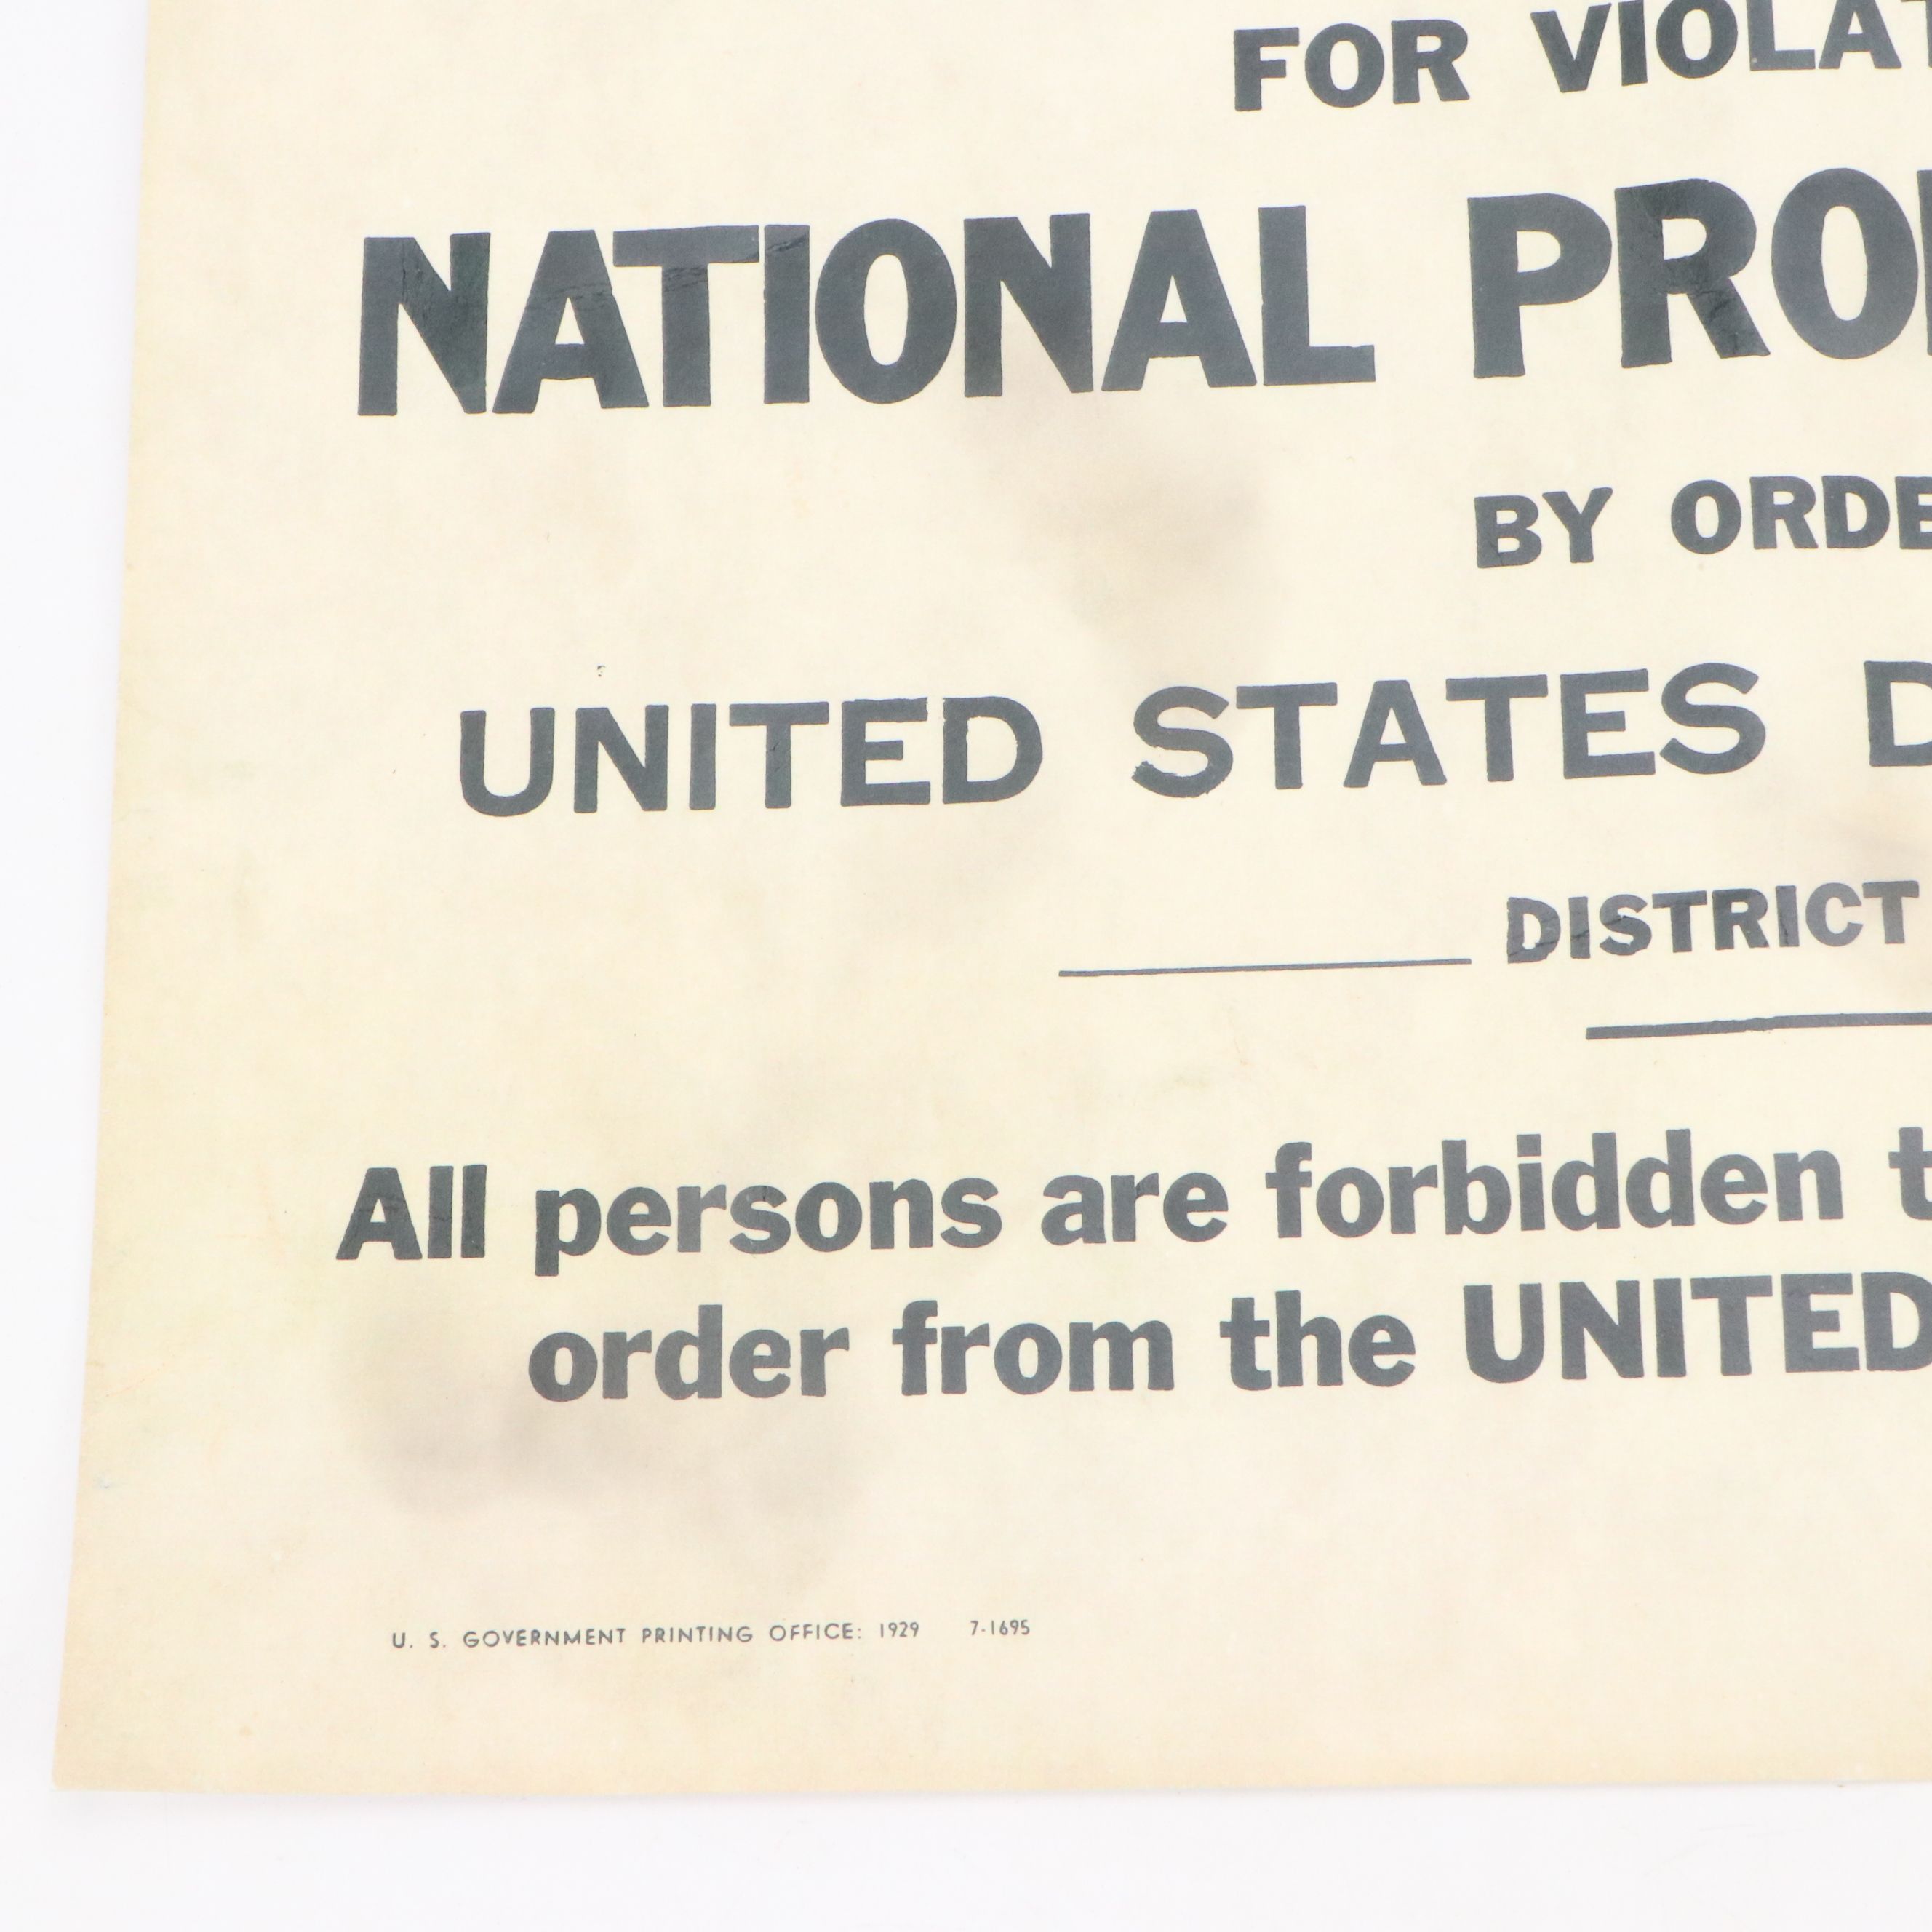 FOR VIOLAT
NATIONAL PRO
BY ORDE
UNITED STATES D
DISTRICT
All persons are forbidden t
order from the UNITED
U. S. GOVERNMENT PRINTING OFFICE: 1929 7-1695